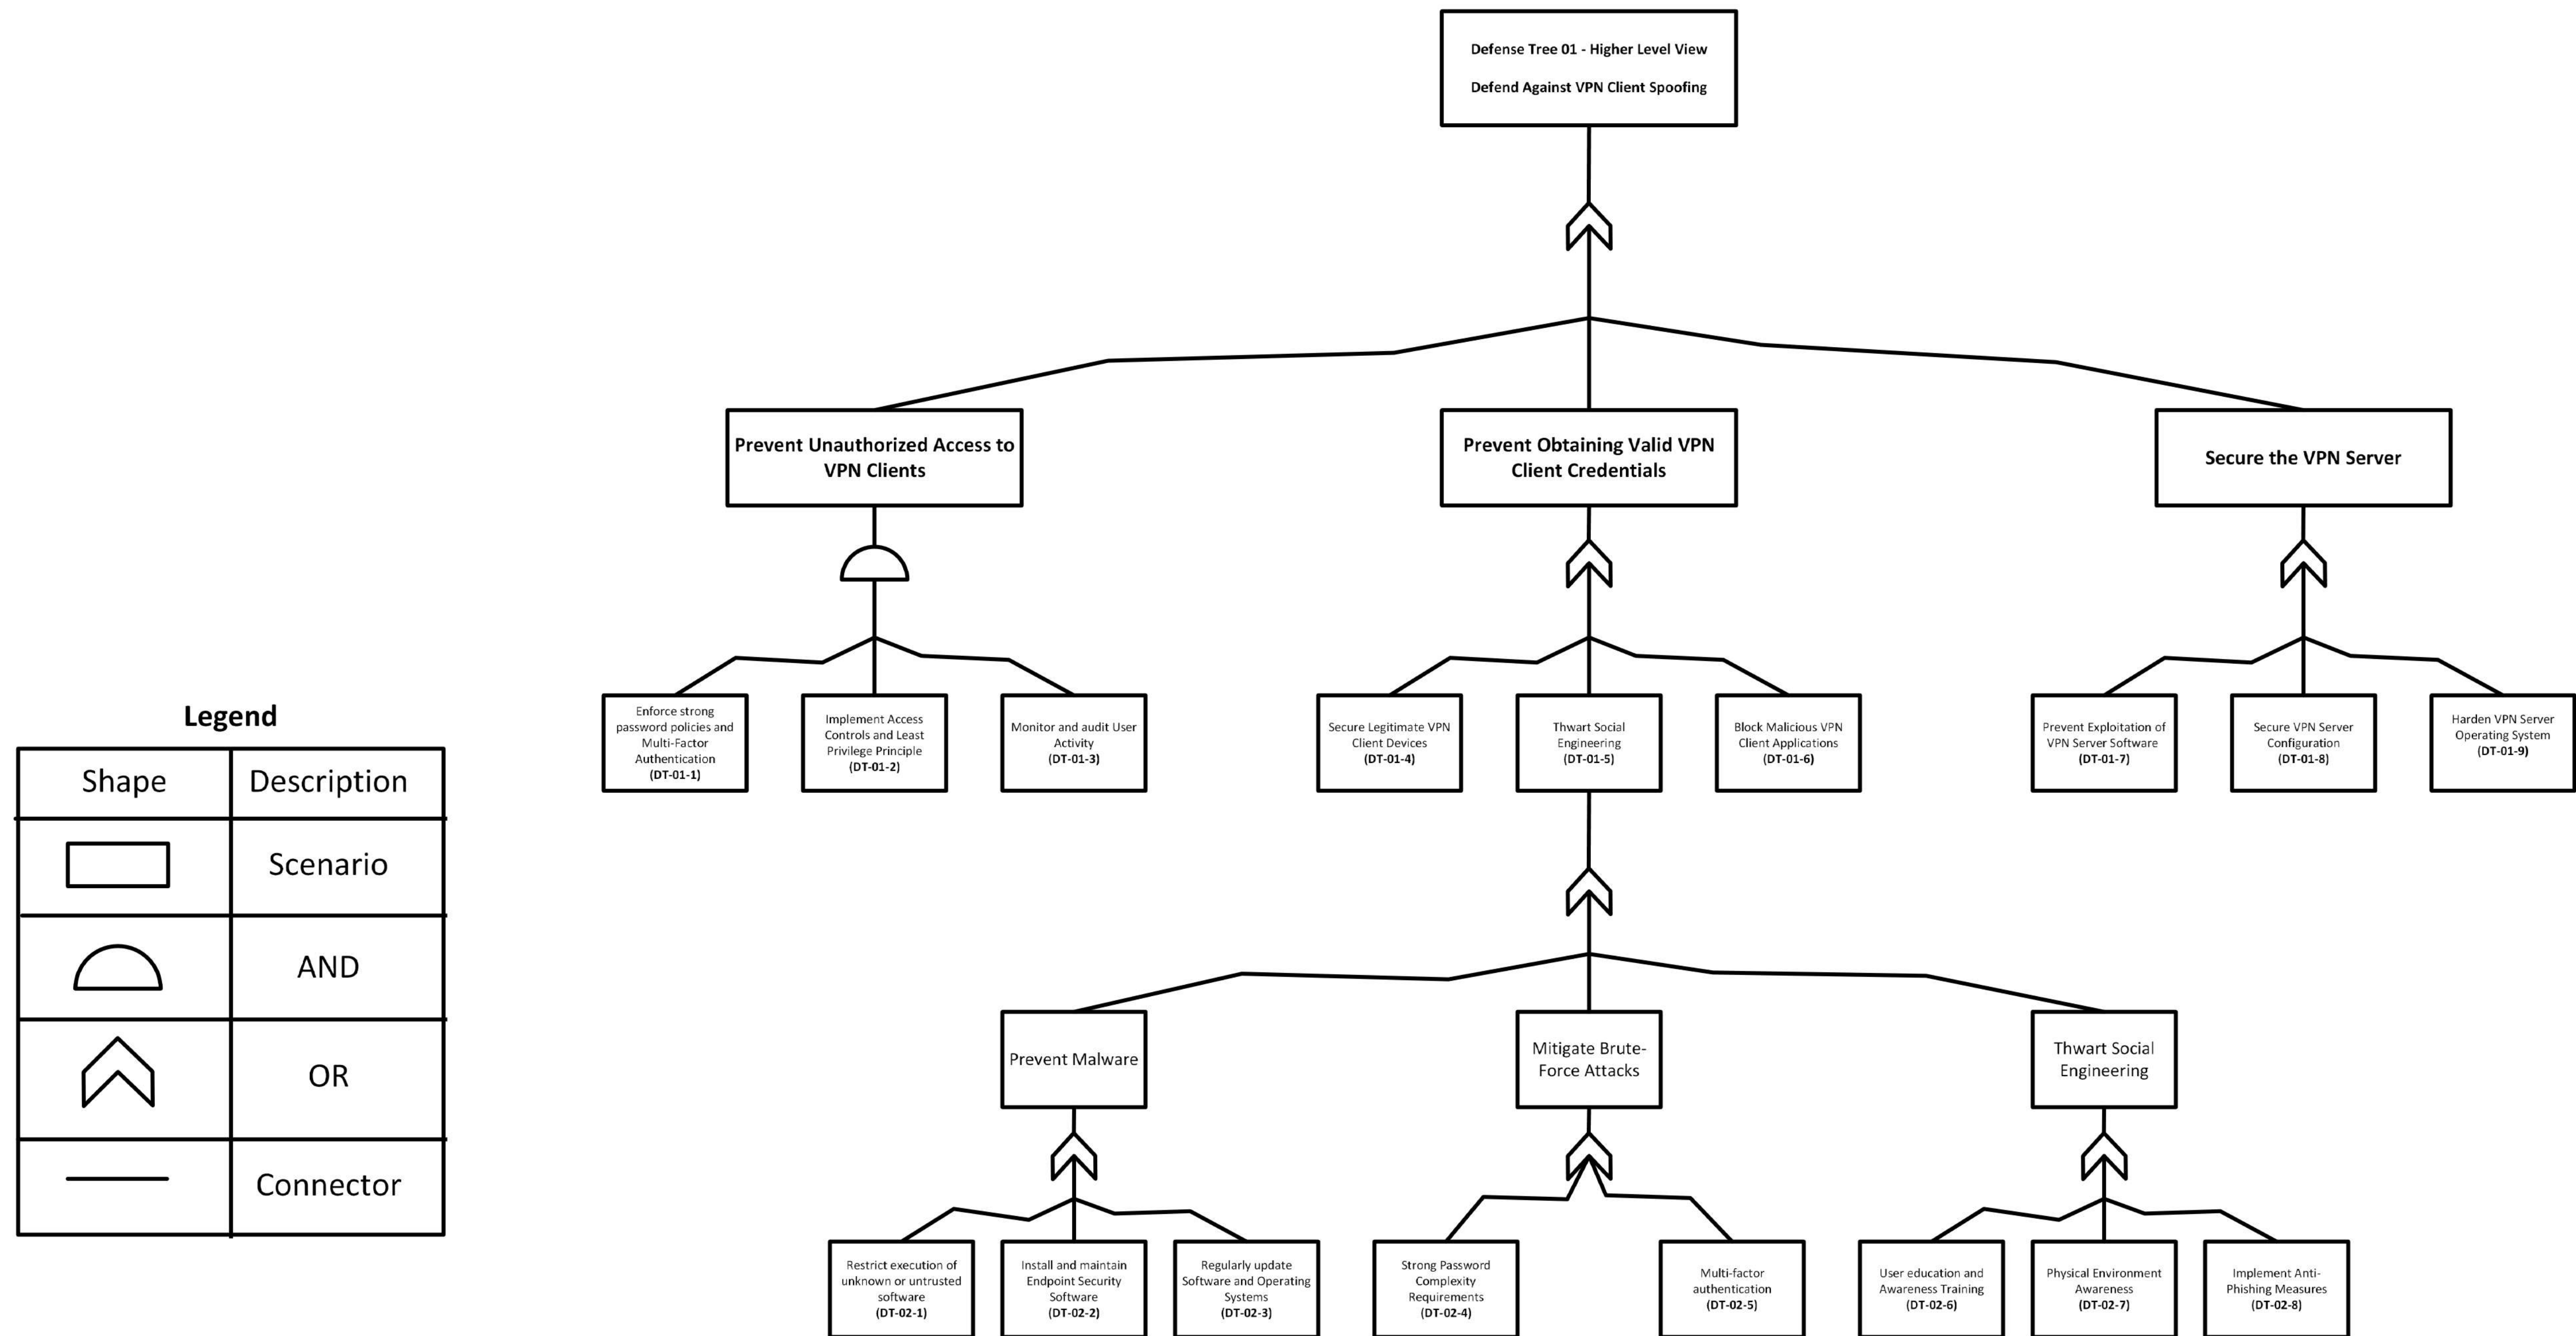 Defense Tree 01 - Higher Level View
Defend Against VPN Client Spoofing
Prevent Unauthorized Access to
VPN Clients
Prevent Obtaining Valid VPN
Client Credentials
Secure the VPN Server
Enforce strong
password policies and
Multi-Factor
Authentication
(DT-01-1)
Implement Access
Controls and Least
Privilege Principle
(DT-01-2)
Monitor and audit User
Activity
(DT-01-3)
Secure Legitimate VPN
Client Devices
(DT-01-4)
Thwart Social
Engineering
(DT-01-5)
Block Malicious VPN
Client Applications
(DT-01-6)
Prevent Exploitation of
VPN Server Software
(DT-01-7)
Secure VPN Server
Configuration
(DT-01-8)
Harden VPN Server
Operating System
(DT-01-9)
Legend
Shape
Description
Scenario
AND
OR
Connector
Prevent Malware
Mitigate Brute-
Force Attacks
Thwart Social
Engineering
Restrict execution of
unknown or untrusted
software
(DT-02-1)
Install and maintain
Endpoint Security
Software
(DT-02-2)
Regularly update
Software and Operating
Systems
(DT-02-3)
Strong Password
Complexity
Requirements
(DT-02-4)
Multi-factor
authentication
(DT-02-5)
User education and
Awareness Training
(DT-02-6)
Physical Environment
Awareness
(DT-02-7)
Implement Anti-
Phishing Measures
(DT-02-8)